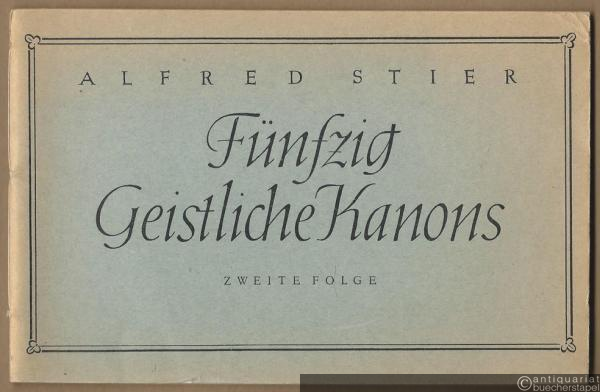 ALFRED STIER
Fünfzig
Geistliche Kanons
ZWEITE FOLGE
antiquariat
buecherstapel